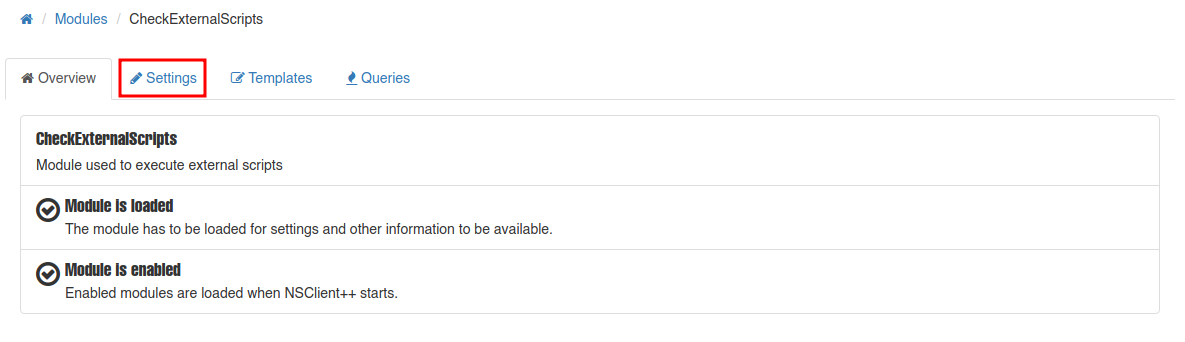 / Modules / CheckExternalScripts
Overview Settings Templates Queries
CheckExternalScripts
Module used to execute external scripts
Module is loaded
The module has to be loaded for settings and other information to be available.
Module is enabled
Enabled modules are loaded when NSClient++ starts.